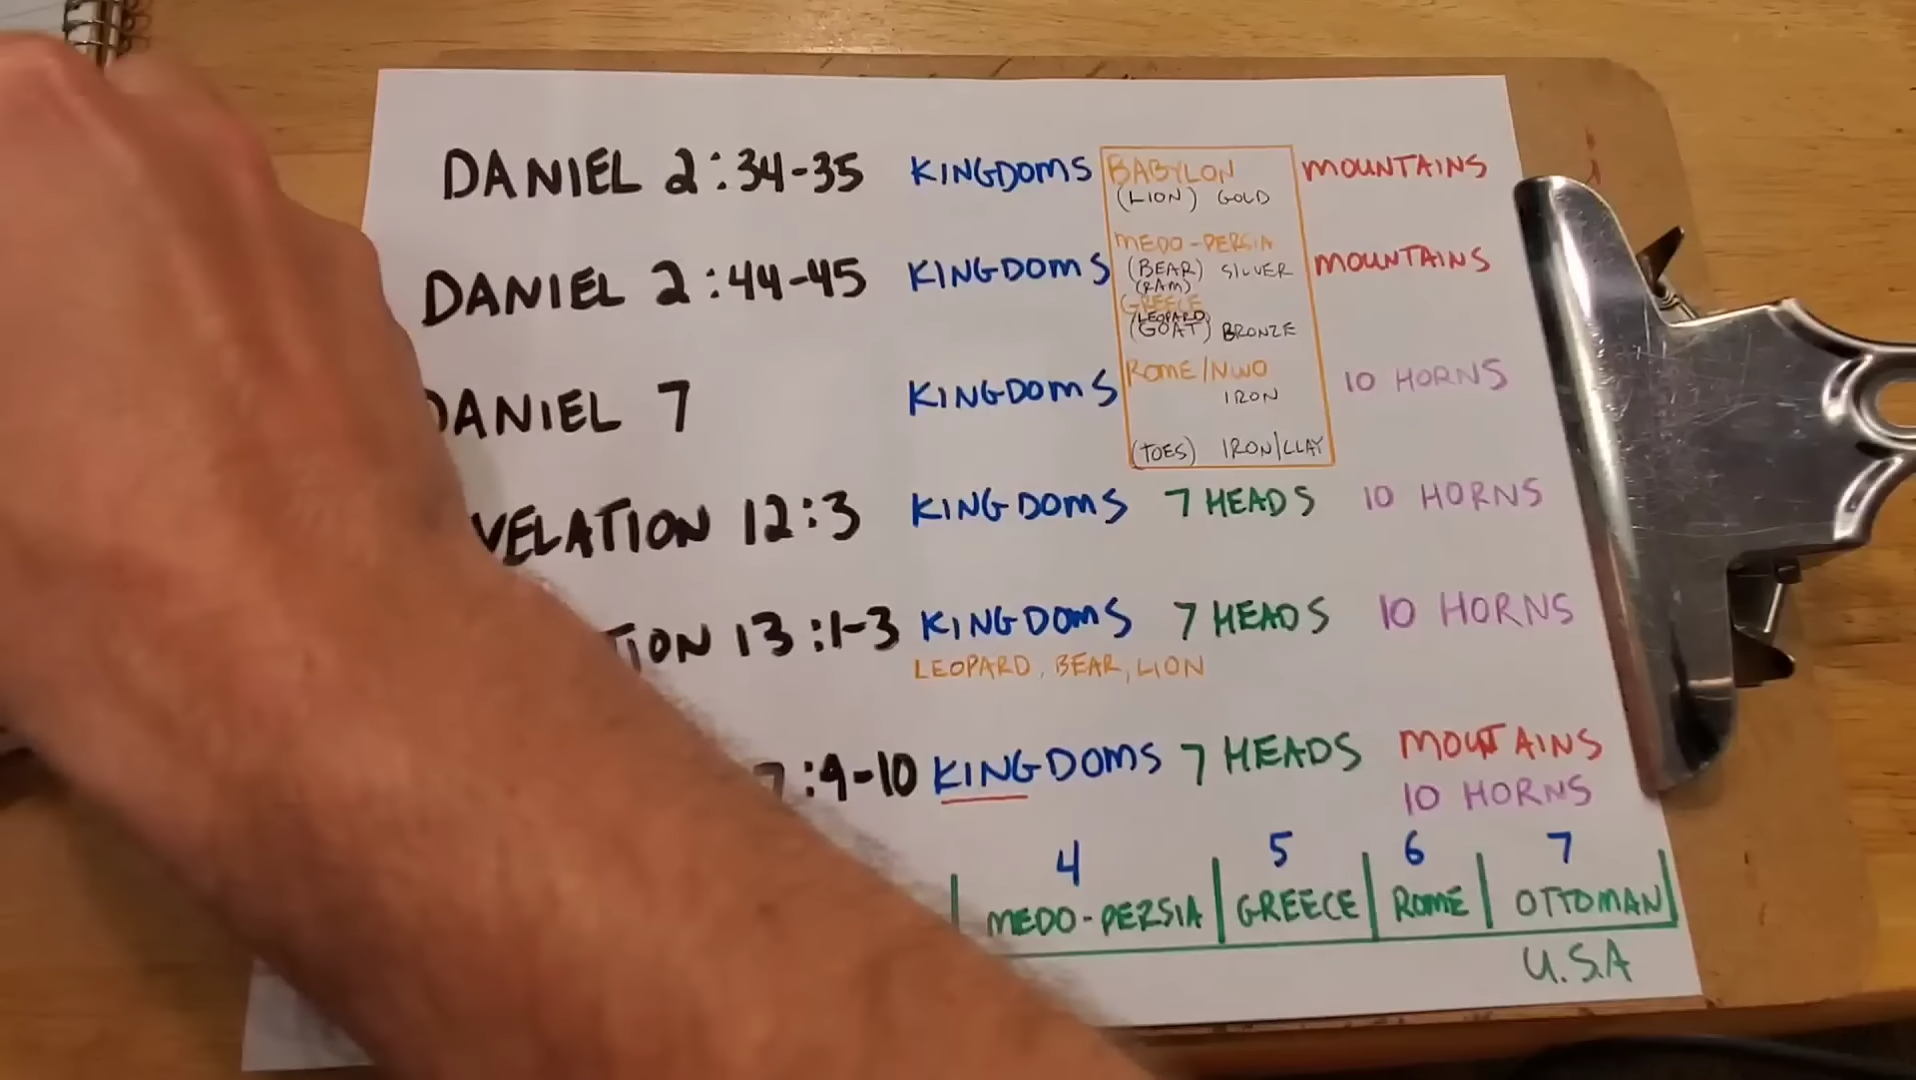 DANIEL 2:34-35 KINGDOMS BABYLON MOUNTAINS
(LION) GOLD
MEDO-PERSIA
DANIEL 2:44-45 KINGDOMS (BEAR) SILVER MOUNTAINS
(RAM)
GREECE
LEOPARD
(GOAT) BRONZE
DANIEL 7 KINGDOMS ROME/NWO 10 HORNS
IRON
(TOES) IRON/CLAY
VELATION 12:3 KINGDOMS 7 HEADS 10 HORNS
TION 13:1-3 KINGDOMS 7 HEADS 10 HORNS
LEOPARD, BEAR, LION
7:9-10 KINGDOMS 7 HEADS MOUNTAINS
10 HORNS
4 5 6 7
MEDO-PERSIA GREECE ROME OTTOMAN
U.S.A